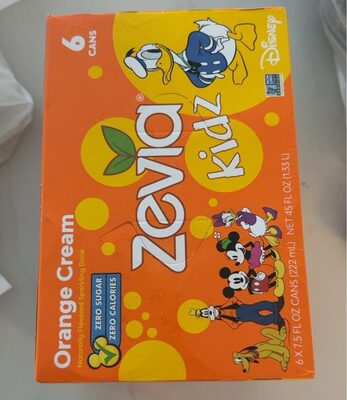 6
CANS
zevia®
kidz
Disney
Orange Cream
Naturally Flavored Sparkling Drink
ZERO SUGAR
ZERO CALORIES
6 X 7.5 FL OZ CANS (222 mL) NET 45 FL OZ (1.33 L)